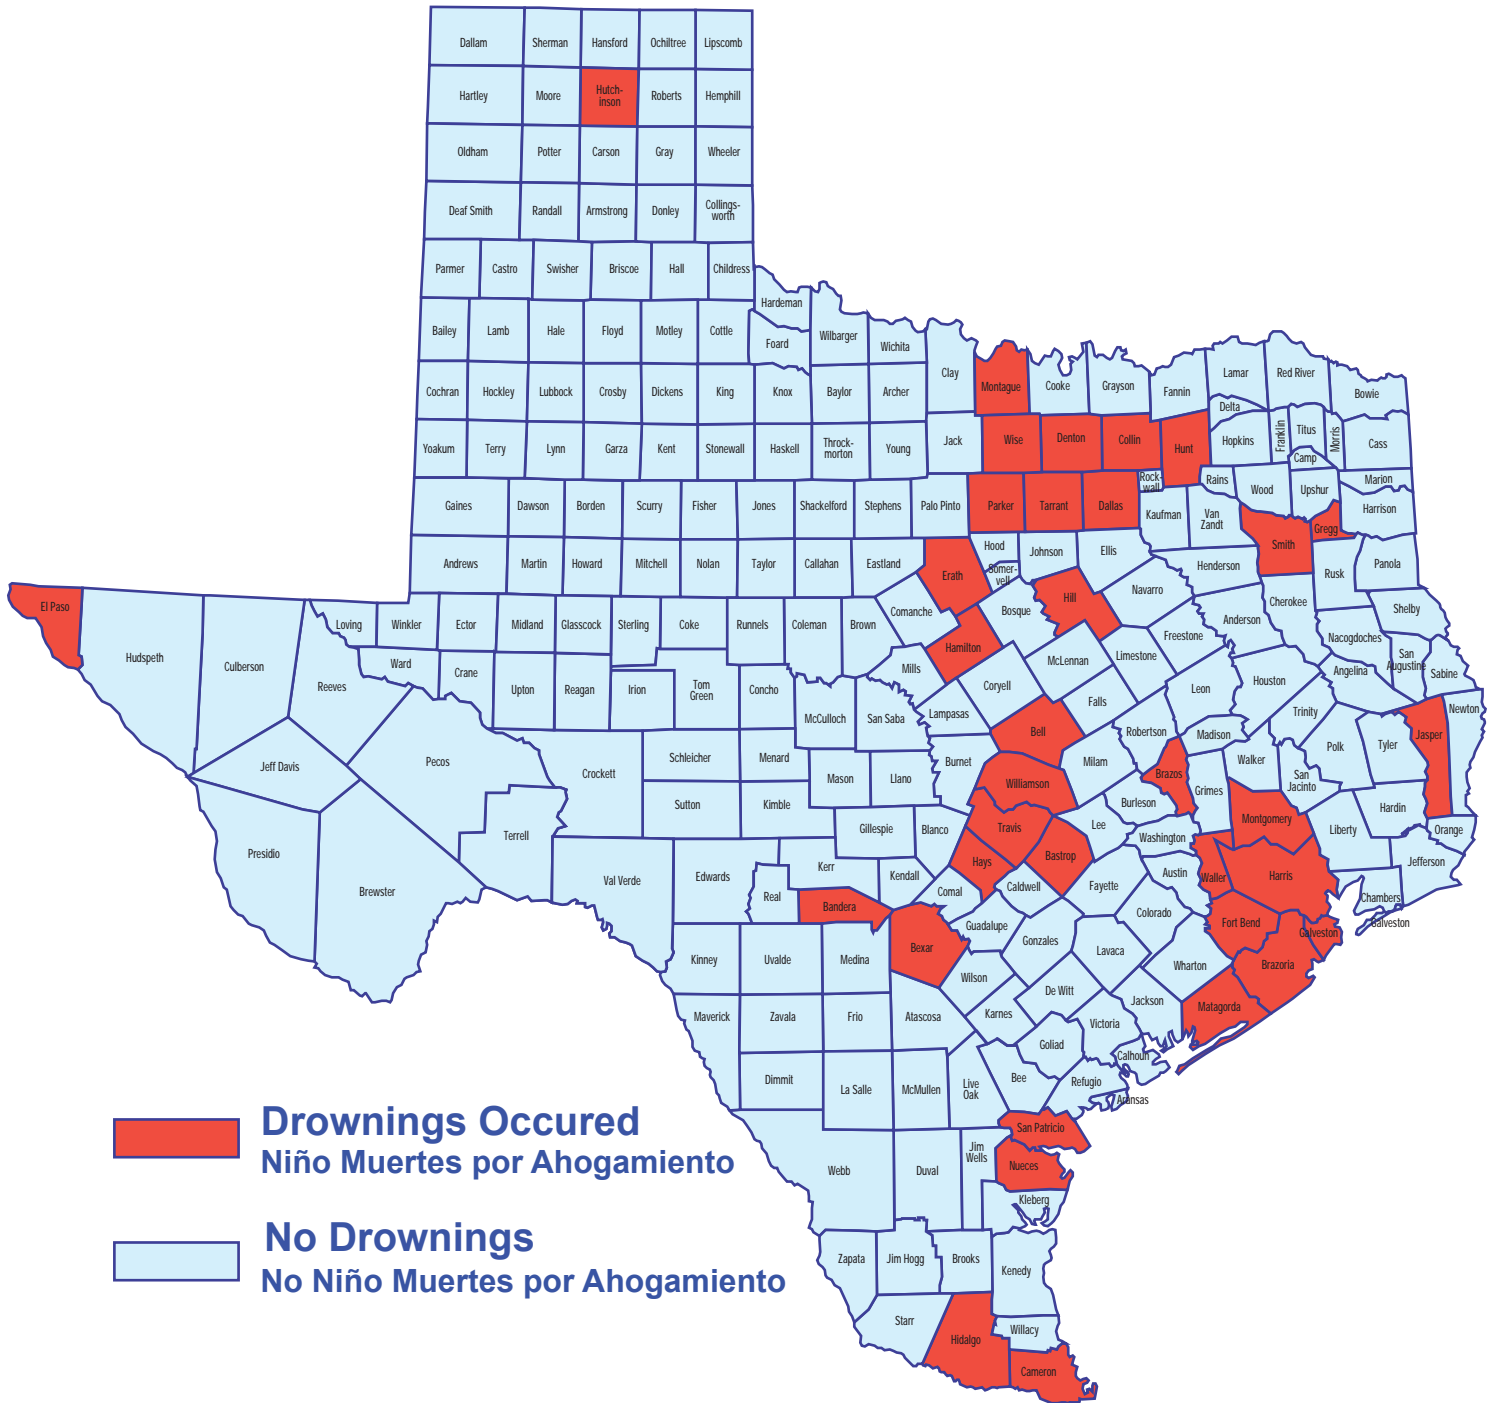 Dallam
Sherman
Hansford
Ochiltree
Lipscomb
Hartley
Moore
Hutch-
inson
Roberts
Hemphill
Oldham
Potter
Carson
Gray
Wheeler
Deaf Smith
Randall
Armstrong
Donley
Collings-
worth
Parmer
Castro
Swisher
Briscoe
Hall
Childress
Hardeman
Bailey
Lamb
Hale
Floyd
Motley
Cottle
Foard
Wilbarger
Wichita
Clay
Montague
Cooke
Grayson
Fannin
Lamar
Red River
Bowie
Cochran
Hockley
Lubbock
Crosby
Dickens
King
Knox
Baylor
Archer
Delta
Yoakum
Terry
Lynn
Garza
Kent
Stonewall
Haskell
Throck-
morton
Young
Jack
Wise
Denton
Collin
Hunt
Hopkins
Franklin
Titus
Morris
Camp
Cass
Marion
Gaines
Dawson
Borden
Scurry
Fisher
Jones
Shackelford
Stephens
Palo Pinto
Parker
Tarrant
Dallas
Rock-
wall
Kaufman
Rains
Van
Zandt
Wood
Upshur
Harrison
Gregg
Smith
Andrews
Martin
Howard
Mitchell
Nolan
Taylor
Callahan
Eastland
Erath
Hood
Somer-
vell
Johnson
Ellis
Henderson
Rusk
Panola
El Paso
Hudspeth
Culberson
Reeves
Loving
Winkler
Ector
Midland
Glasscock
Sterling
Coke
Runnels
Coleman
Brown
Comanche
Hamilton
Bosque
Hill
Navarro
Freestone
Anderson
Cherokee
Nacogdoches
Shelby
San
Augustine
Sabine
Ward
Crane
Upton
Reagan
Irion
Tom
Green
Concho
McCulloch
San Saba
Mills
Lampasas
Coryell
McLennan
Limestone
Falls
Leon
Houston
Angelina
Trinity
Newton
Jasper
Jeff Davis
Pecos
Crockett
Schleicher
Menard
Mason
Llano
Burnet
Bell
Milam
Robertson
Brazos
Madison
Walker
Grimes
San
Jacinto
Polk
Tyler
Hardin
Orange
Presidio
Brewster
Terrell
Sutton
Kimble
Gillespie
Blanco
Williamson
Travis
Burleson
Lee
Washington
Montgomery
Liberty
Jefferson
Val Verde
Edwards
Real
Kerr
Kendall
Hays
Bastrop
Caldwell
Fayette
Austin
Waller
Harris
Chambers
Galveston
Bandera
Comal
Guadalupe
Bexar
Gonzales
Colorado
Lavaca
Fort Bend
Galveston
Kinney
Uvalde
Medina
Wilson
De Witt
Wharton
Brazoria
Maverick
Zavala
Frio
Atascosa
Karnes
Jackson
Victoria
Matagorda
Goliad
Calhoun
Dimmit
La Salle
McMullen
Live
Oak
Bee
Refugio
Aransas
San Patricio
Webb
Duval
Jim
Wells
Nueces
Kleberg
Zapata
Jim Hogg
Brooks
Kenedy
Starr
Hidalgo
Willacy
Cameron
Drownings Occured
Niño Muertes por Ahogamiento
No Drownings
No Niño Muertes por Ahogamiento